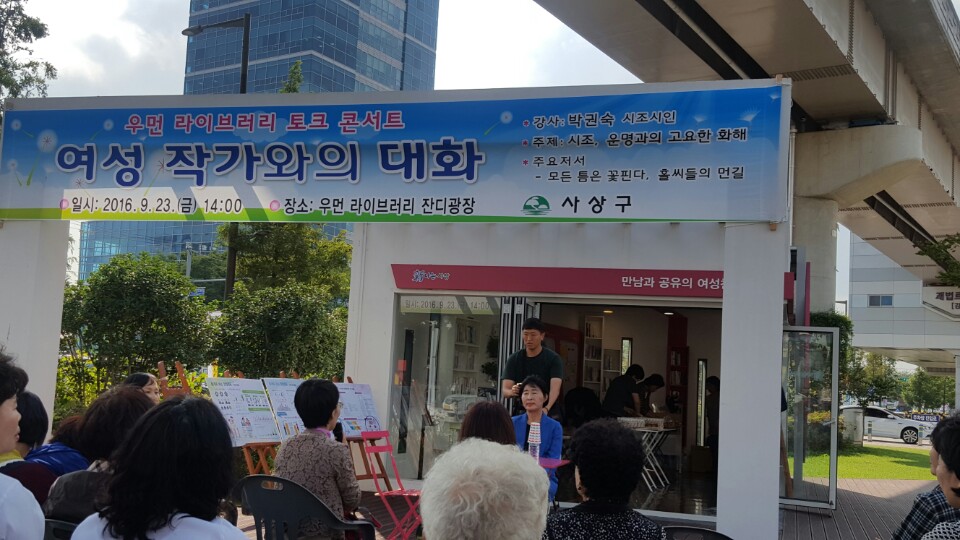 우먼 라이브러리 토크 콘서트
여성 작가와의 대화
일시: 2016. 9. 23.(금) 14:00
장소: 우먼 라이브러리 잔디광장
강사: 박권숙 시조시인
주제: 시조, 운명과의 고요한 화해
주요저서
- 모든 틈은 꽃핀다, 홀씨들의 먼길
사상구
만남과 공유의 여성